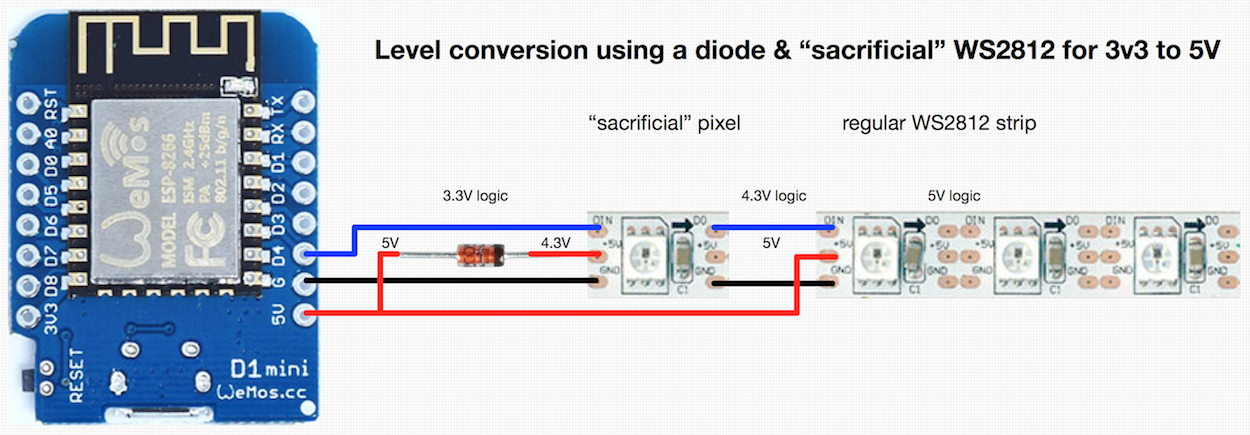 Level conversion using a diode & “sacrificial” WS2812 for 3v3 to 5V
“sacrificial” pixel
regular WS2812 strip
3.3V logic
4.3V logic
5V logic
5V
4.3V
5V
RST
A0
D0
D5
D6
D7
D8
3V3
TX
RX
D1
D2
D3
D4
G
5V
WeMos
MODEL ESP-8266
ISM 2.4GHz
PA +25dBm
802.11 b/g/n
FC
RESET
D1 mini
WeMos.cc
DIN
DO
+5V
+5V
GND
GND
C1
DIN
DO
DIN
DO
DIN
DO
+5V
+5V
+5V
+5V
GND
GND
GND
GND
C1
C1